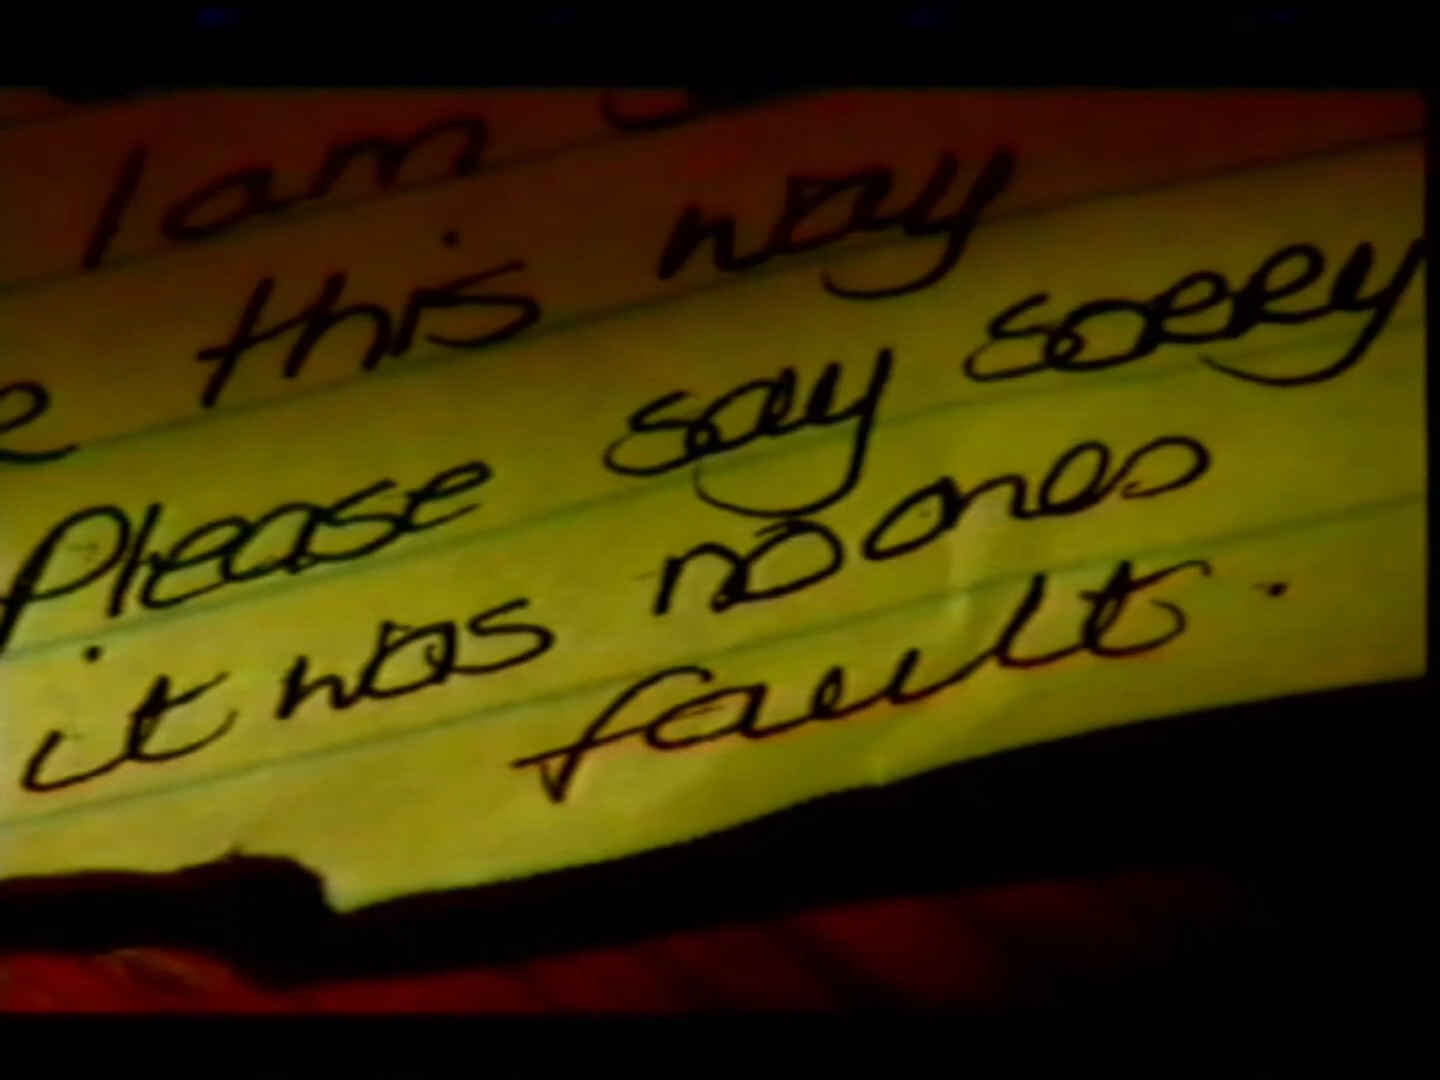 I am
this way
Please say sorry
it was no ones
fault.